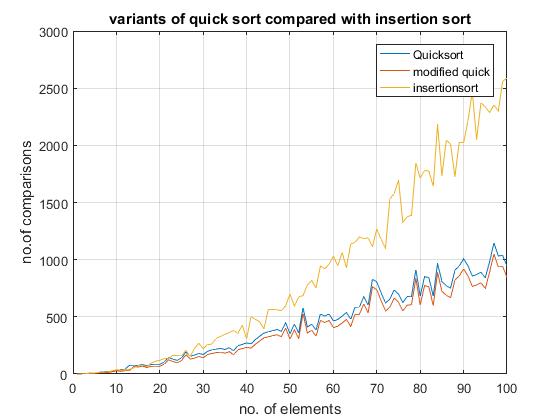 variants of quick sort compared with insertion sort
3000
2500
2000
1500
1000
500
0
no.of comparisons
Quicksort
modified quick
insertionsort
0 10 20 30 40 50 60 70 80 90 100
no. of elements